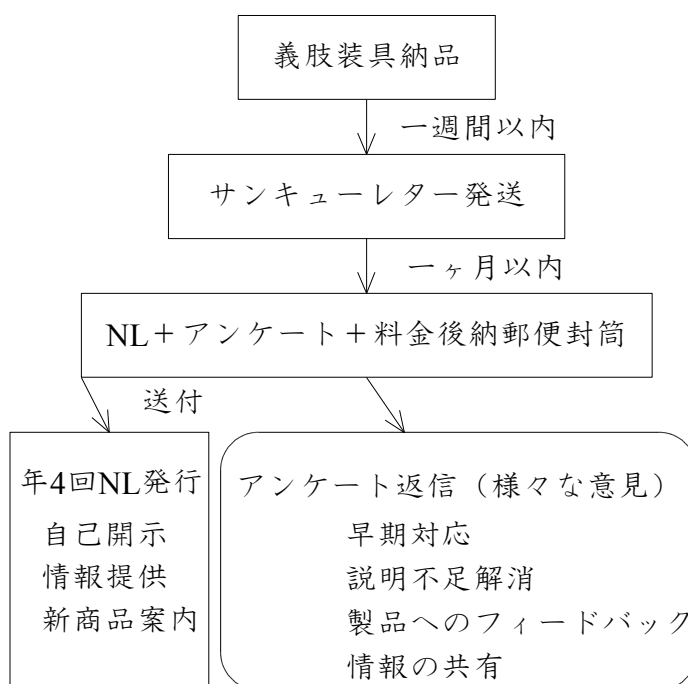 義肢装具納品
一週間以内
サンキューレター発送
一ヶ月以内
NL＋アンケート＋料金後納郵便封筒
送付
年4回NL発行
自己開示
情報提供
新商品案内
アンケート返信（様々な意見）
早期対応
説明不足解消
製品へのフィードバック
情報の共有